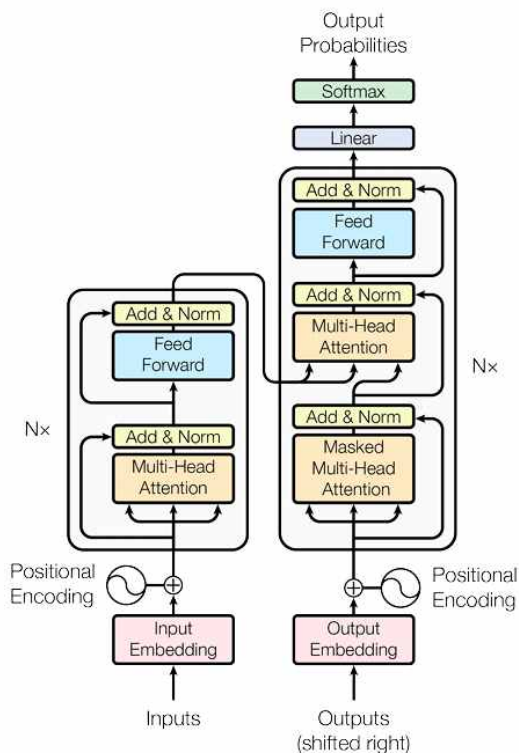 Output
Probabilities
Softmax
Linear
Add & Norm
Feed
Forward
Add & Norm
Multi-Head
Attention
Add & Norm
Masked
Multi-Head
Attention
N×
Add & Norm
Feed
Forward
Add & Norm
Multi-Head
Attention
N×
Positional
Encoding
Positional
Encoding
Input
Embedding
Output
Embedding
Inputs
Outputs
(shifted right)